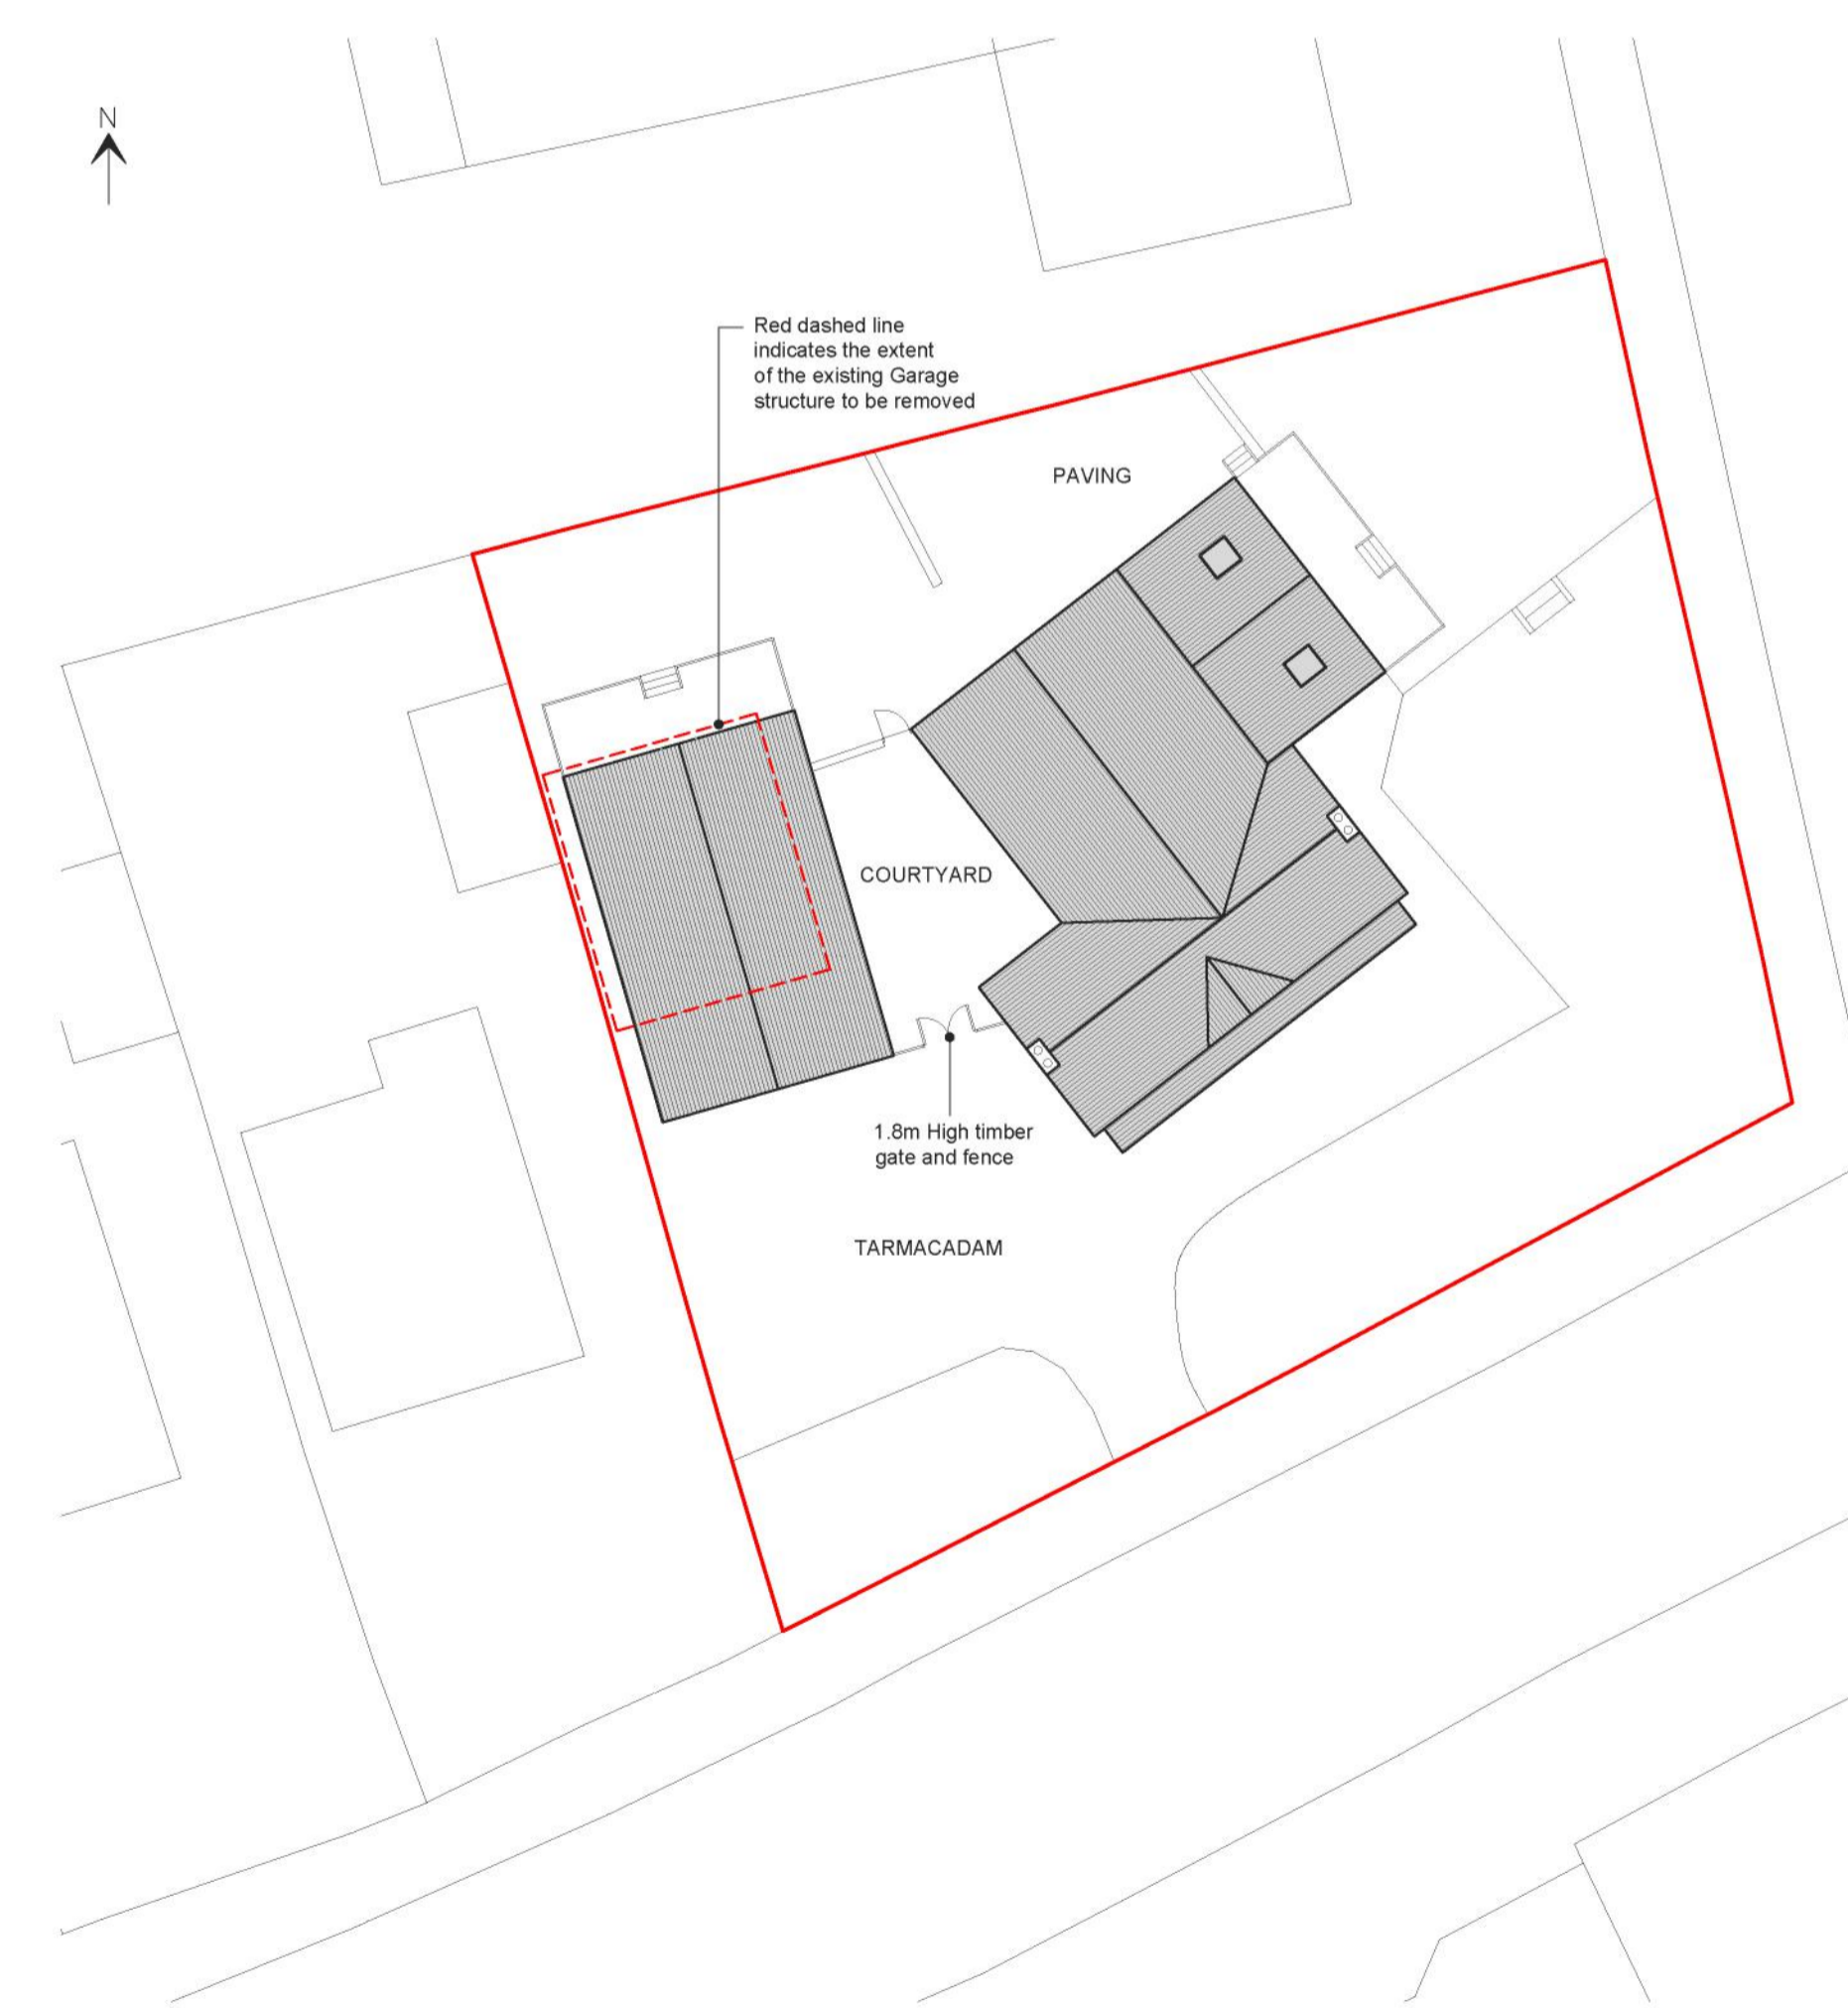 N
Red dashed line
indicates the extent
of the existing Garage
structure to be removed
PAVING
COURTYARD
1.8m High timber
gate and fence
TARMACADAM